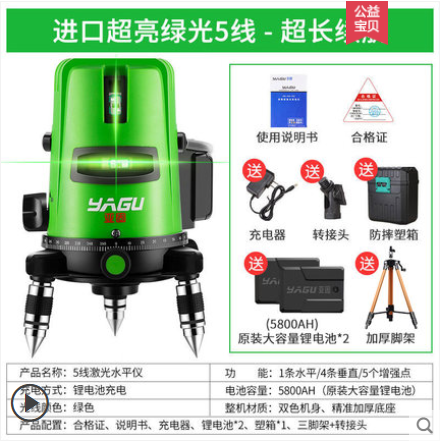 进口超亮绿光5线 - 超长续航
公益
宝贝
使用说明书
合格证
送
送
送
充电器
转接头
防摔塑箱
YAGU
亚固
送
送
(5800AH)
原装大容量锂电池*2
加厚脚架
产品名称：5线激光水平仪
功 能：1条水平/4条垂直/5个增强点
充电方式：锂电池充电
电池容量：5800AH（原装大容量锂电池）
光线颜色：绿色
整机材质：双色机身、精准加厚底座
产品配置：合格证、说明书、充电器、锂电池*2、塑箱*1、三脚架+转接头